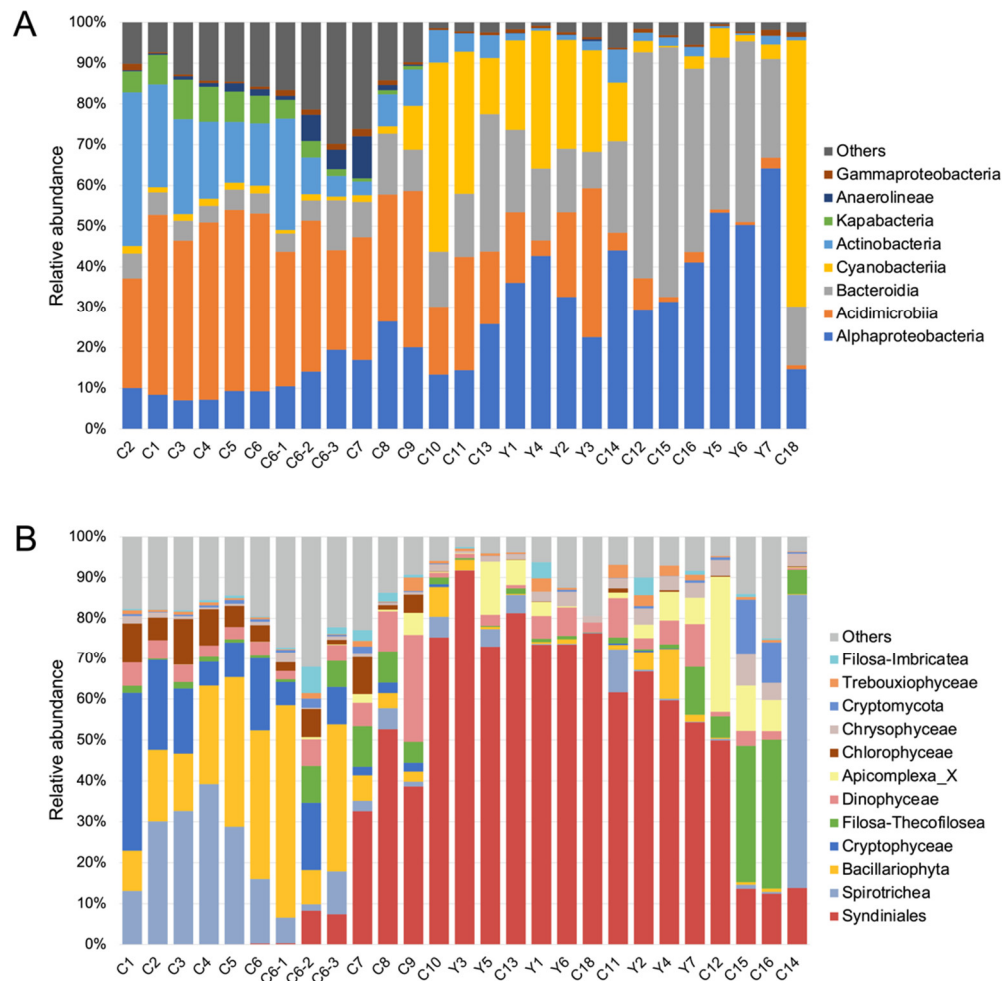 A
Relative abundance
100%
90%
80%
70%
60%
50%
40%
30%
20%
10%
0%
C2 C1 C3 C4 C5 C6 C6-1 C6-2 C6-3 C7 C8 C9 C10 C11 C13 Y1 Y4 Y2 Y3 C14 C12 C15 C16 Y5 Y6 Y7 C18
Others
Gammaproteobacteria
Anaerolineae
Kapabacteria
Actinobacteria
Cyanobacteriia
Bacteroidia
Acidimicrobiia
Alphaproteobacteria
B
Relative abundance
100%
90%
80%
70%
60%
50%
40%
30%
20%
10%
0%
C1 C2 C3 C4 C5 C6 C6-1 C6-2 C6-3 C7 C8 C9 C10 Y3 Y5 C13 Y1 Y6 C18 C11 Y2 Y4 Y7 C12 C15 C16 C14
Others
Filosa-Imbricatea
Trebouxiophyceae
Cryptomycota
Chrysophyceae
Chlorophyceae
Apicomplexa_X
Dinophyceae
Filosa-Thecofilosea
Cryptophyceae
Bacillariophyta
Spirotrichea
Syndiniales